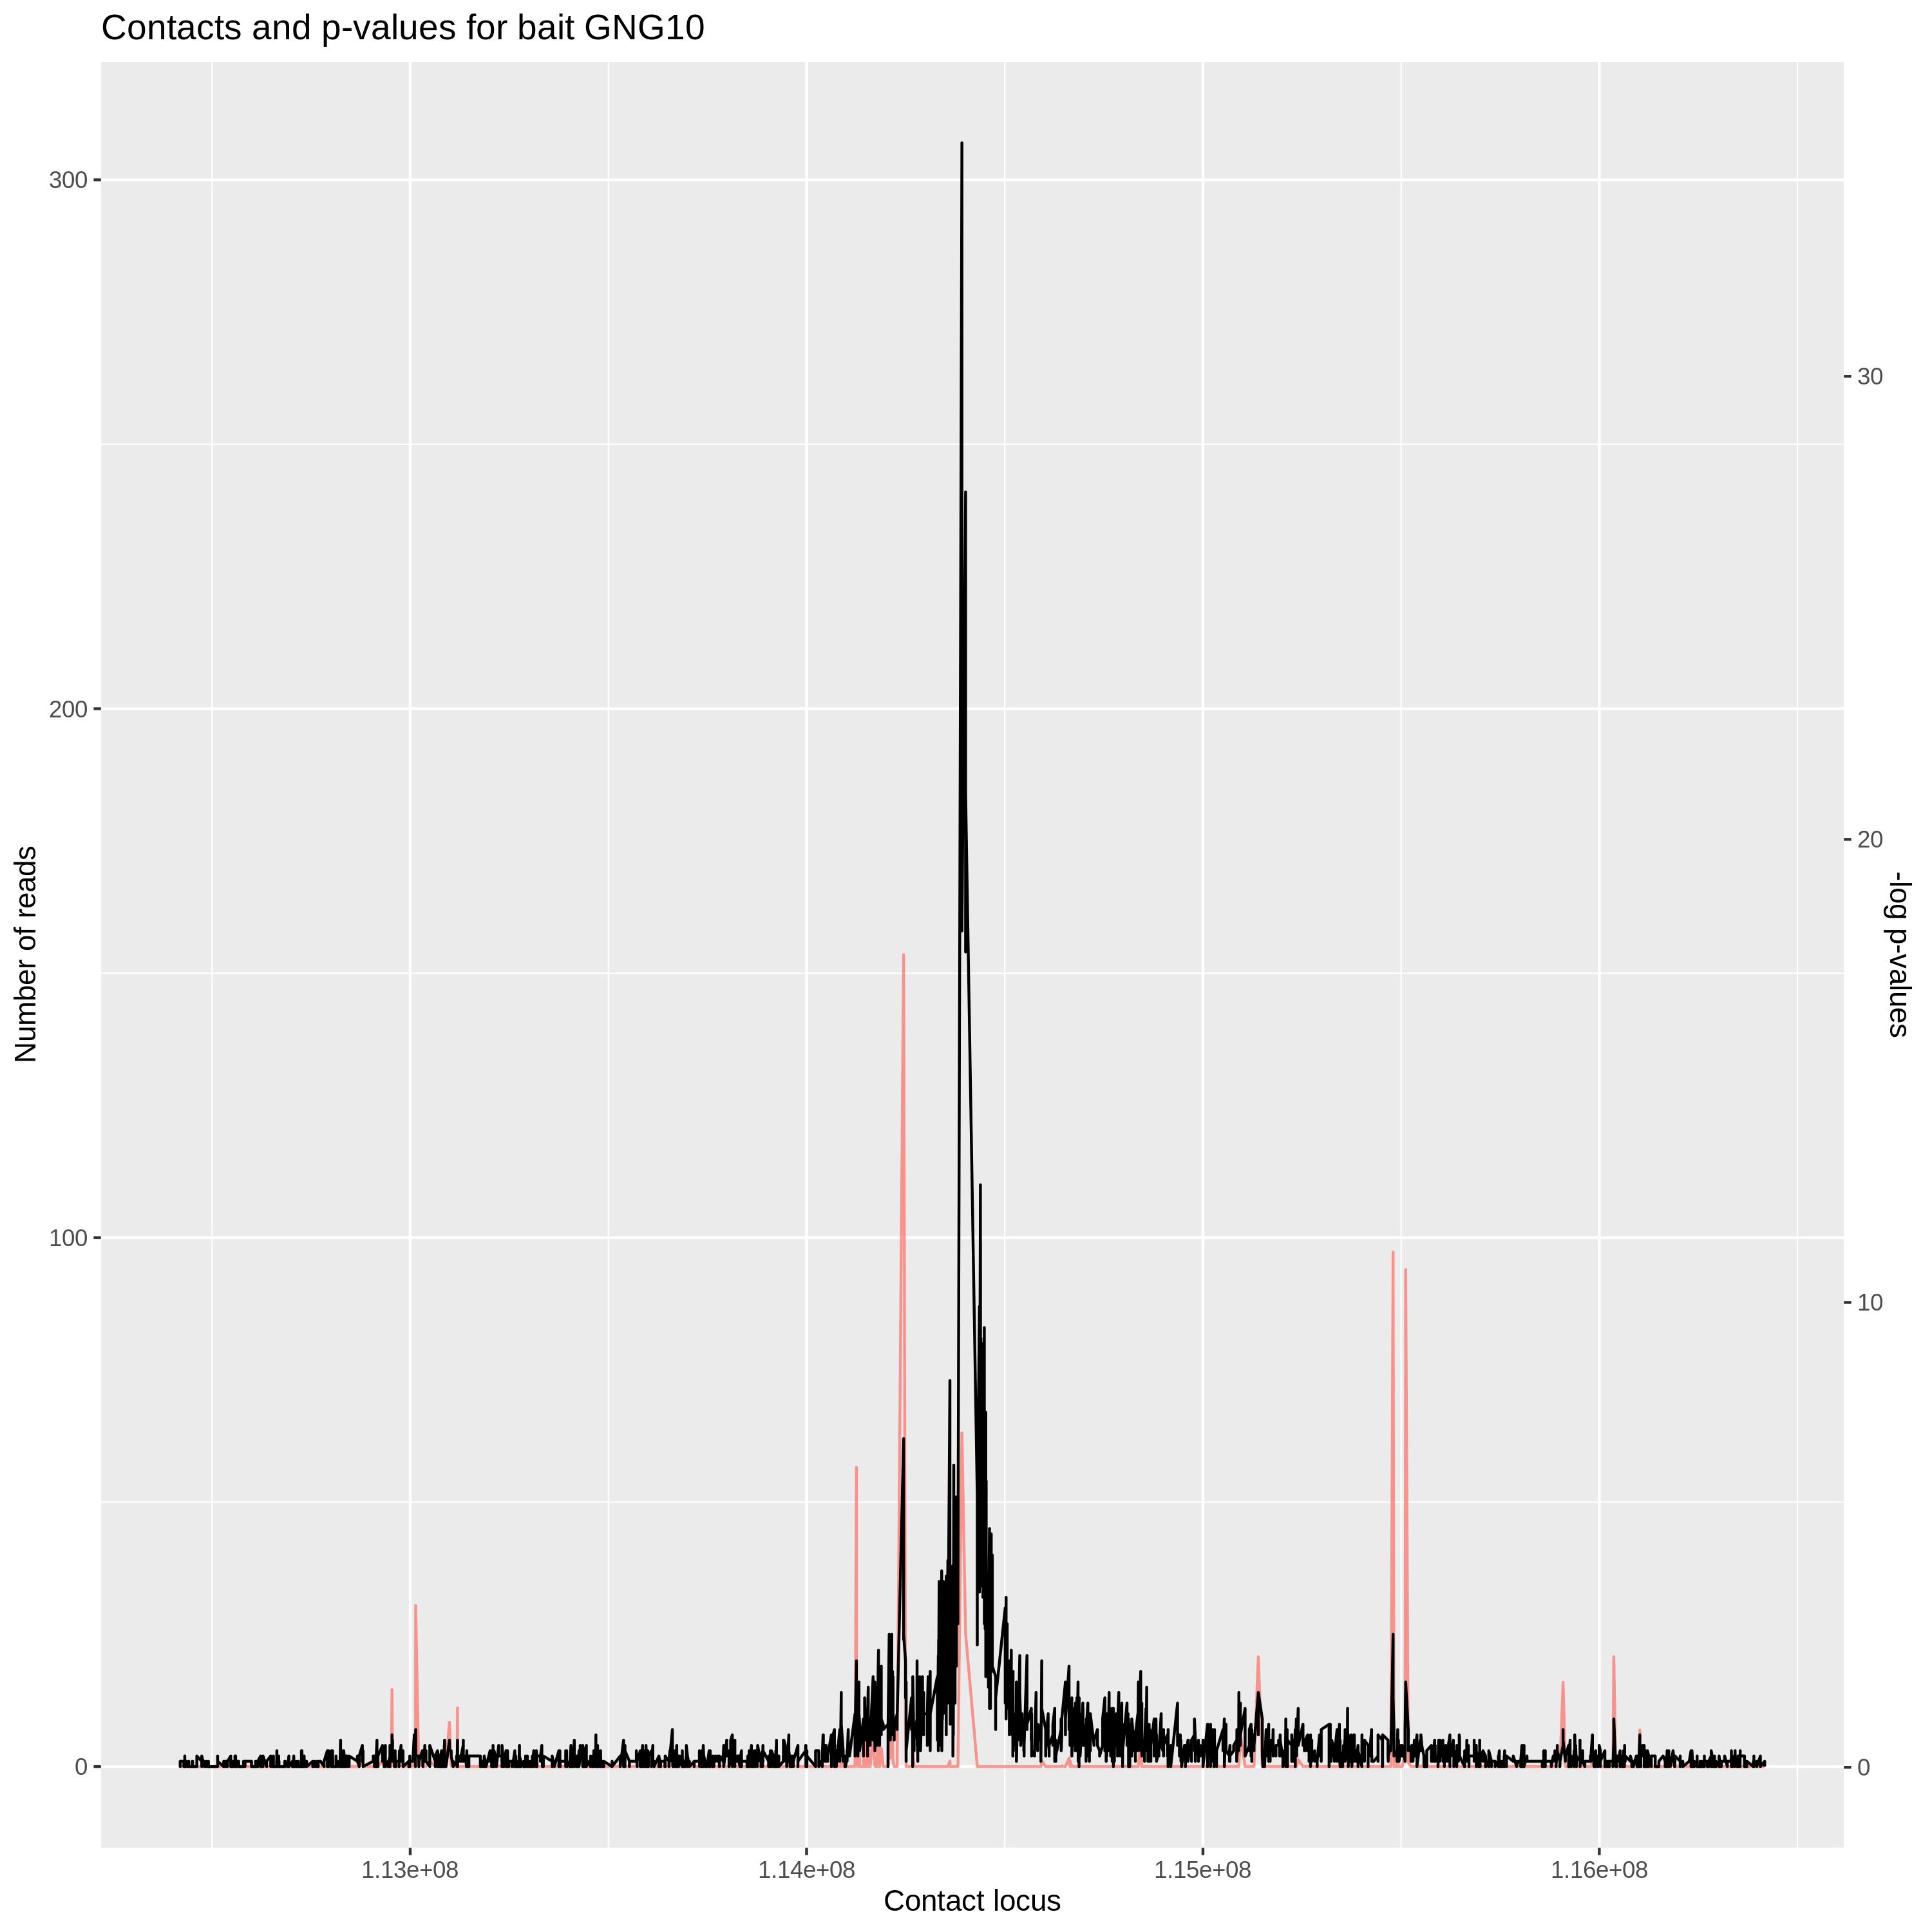 Contacts and p-values for bait GNG10
300
200
100
0
Number of reads
30
20
10
0
-log p-values
1.13e+08
1.14e+08
1.15e+08
1.16e+08
Contact locus